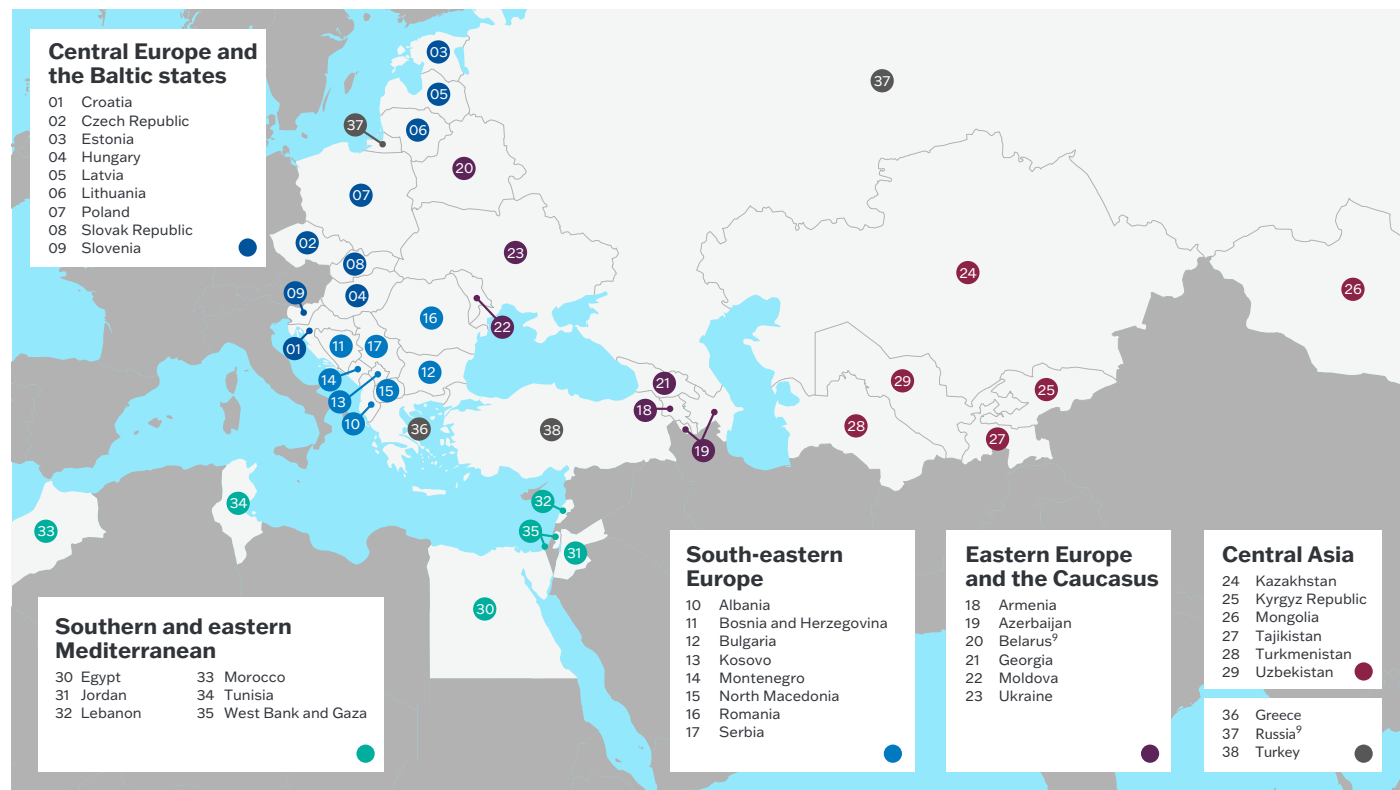 Central Europe and
the Baltic states
01 Croatia
02 Czech Republic
03 Estonia
04 Hungary
05 Latvia
06 Lithuania
07 Poland
08 Slovak Republic
09 Slovenia
03
37
05
37
06
20
07
02
23
08
24
09
04
26
16
22
01
11
17
12
14
21
29
13
15
25
18
10
36
38
28
27
19
32
34
33
35
31
30
Southern and eastern
Mediterranean
30 Egypt
31 Jordan
32 Lebanon
33 Morocco
34 Tunisia
35 West Bank and Gaza
South-eastern
Europe
10 Albania
11 Bosnia and Herzegovina
12 Bulgaria
13 Kosovo
14 Montenegro
15 North Macedonia
16 Romania
17 Serbia
Eastern Europe
and the Caucasus
18 Armenia
19 Azerbaijan
20 Belarus⁹
21 Georgia
22 Moldova
23 Ukraine
Central Asia
24 Kazakhstan
25 Kyrgyz Republic
26 Mongolia
27 Tajikistan
28 Turkmenistan
29 Uzbekistan
36 Greece
37 Russia⁹
38 Turkey